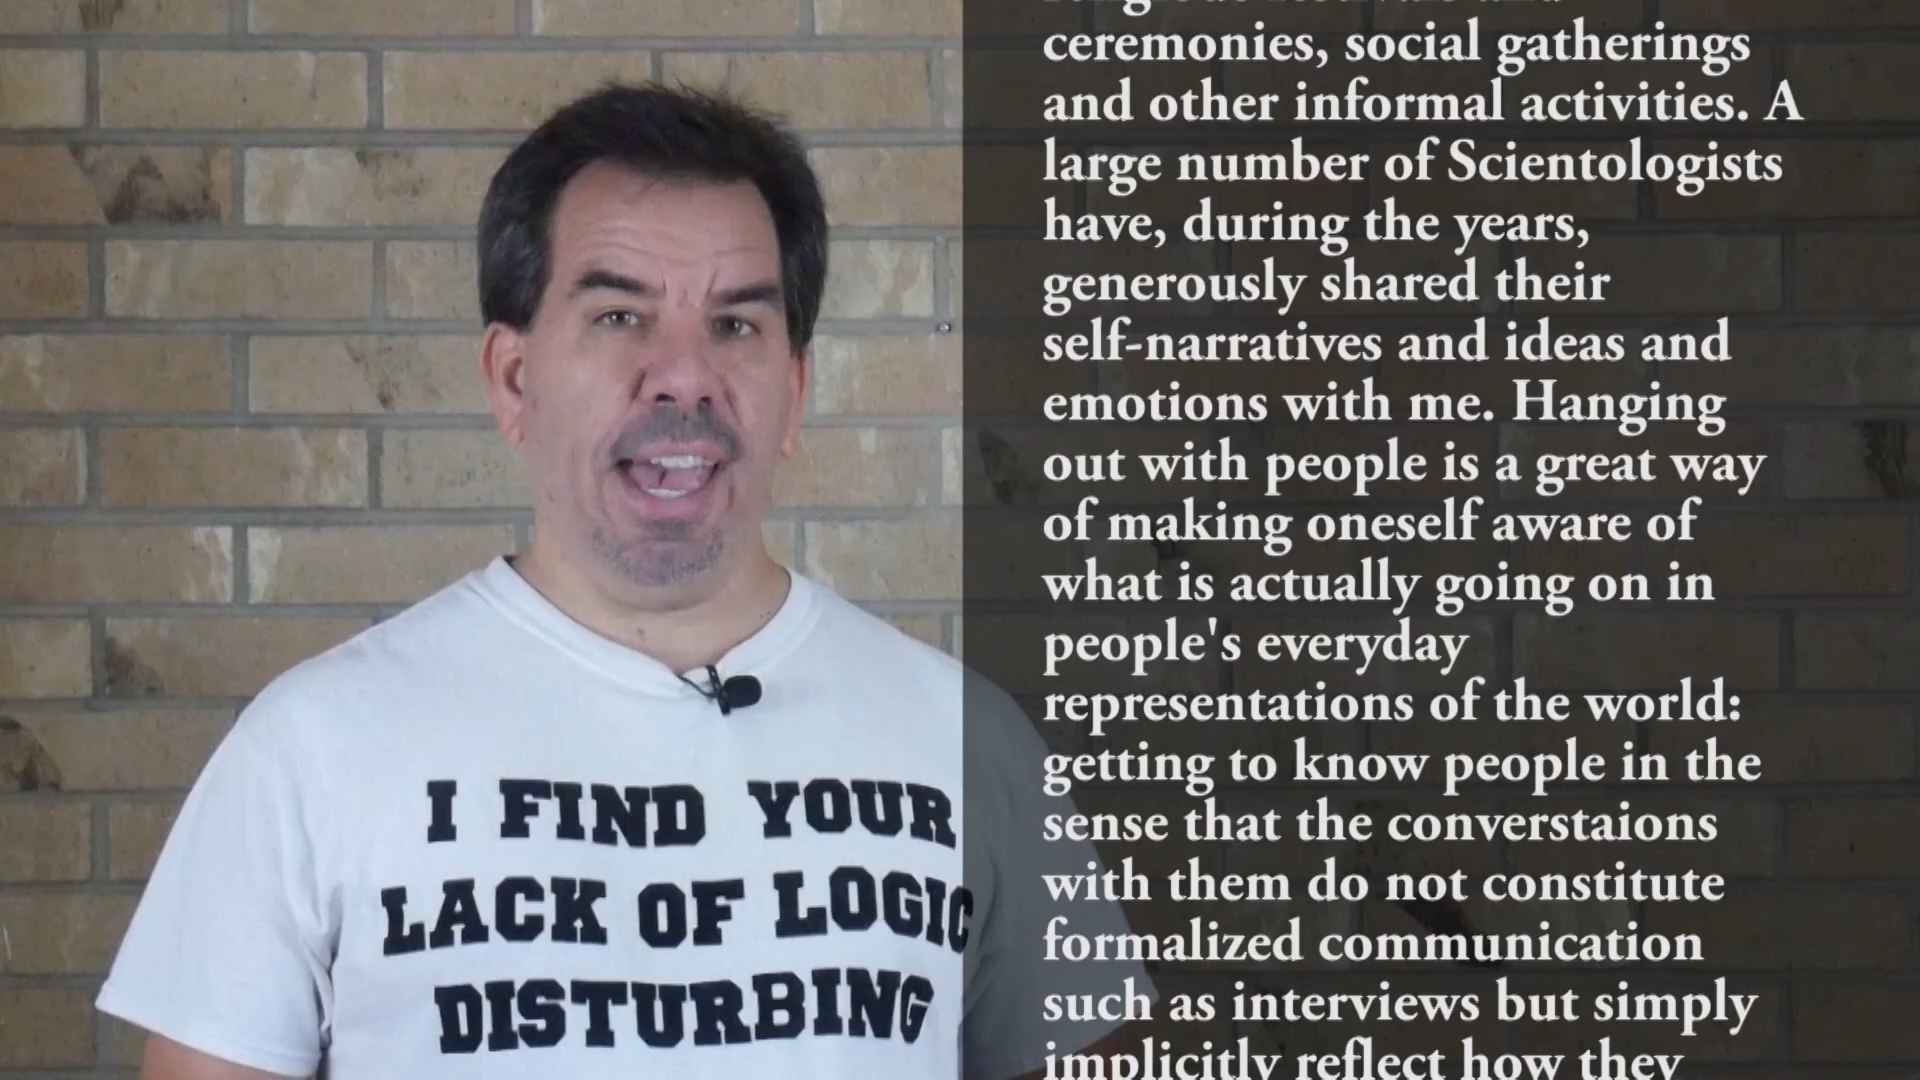 I FIND YOUR
LACK OF LOGIC
DISTURBING
ceremonies, social gatherings
and other informal activities. A
large number of Scientologists
have, during the years,
generously shared their
self-narratives and ideas and
emotions with me. Hanging
out with people is a great way
of making oneself aware of
what is actually going on in
people's everyday
representations of the world:
getting to know people in the
sense that the converstaions
with them do not constitute
formalized communication
such as interviews but simply
implicitly reflect how they